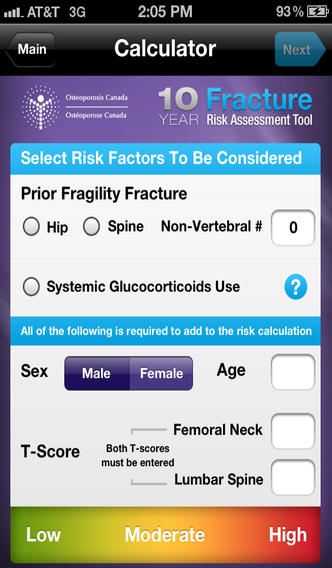 AT&T 3G 2:05 PM 93%
Main Calculator Next
Osteoporosis Canada
Ostéoporose Canada
10 YEAR Fracture
Risk Assessment Tool
Select Risk Factors To Be Considered
Prior Fragility Fracture
Hip Spine Non-Vertebral # 0
Systemic Glucocorticoids Use ?
All of the following is required to add to the risk calculation
Sex Male Female Age
Femoral Neck
T-Score Both T-scores
must be entered
Lumbar Spine
Low Moderate High